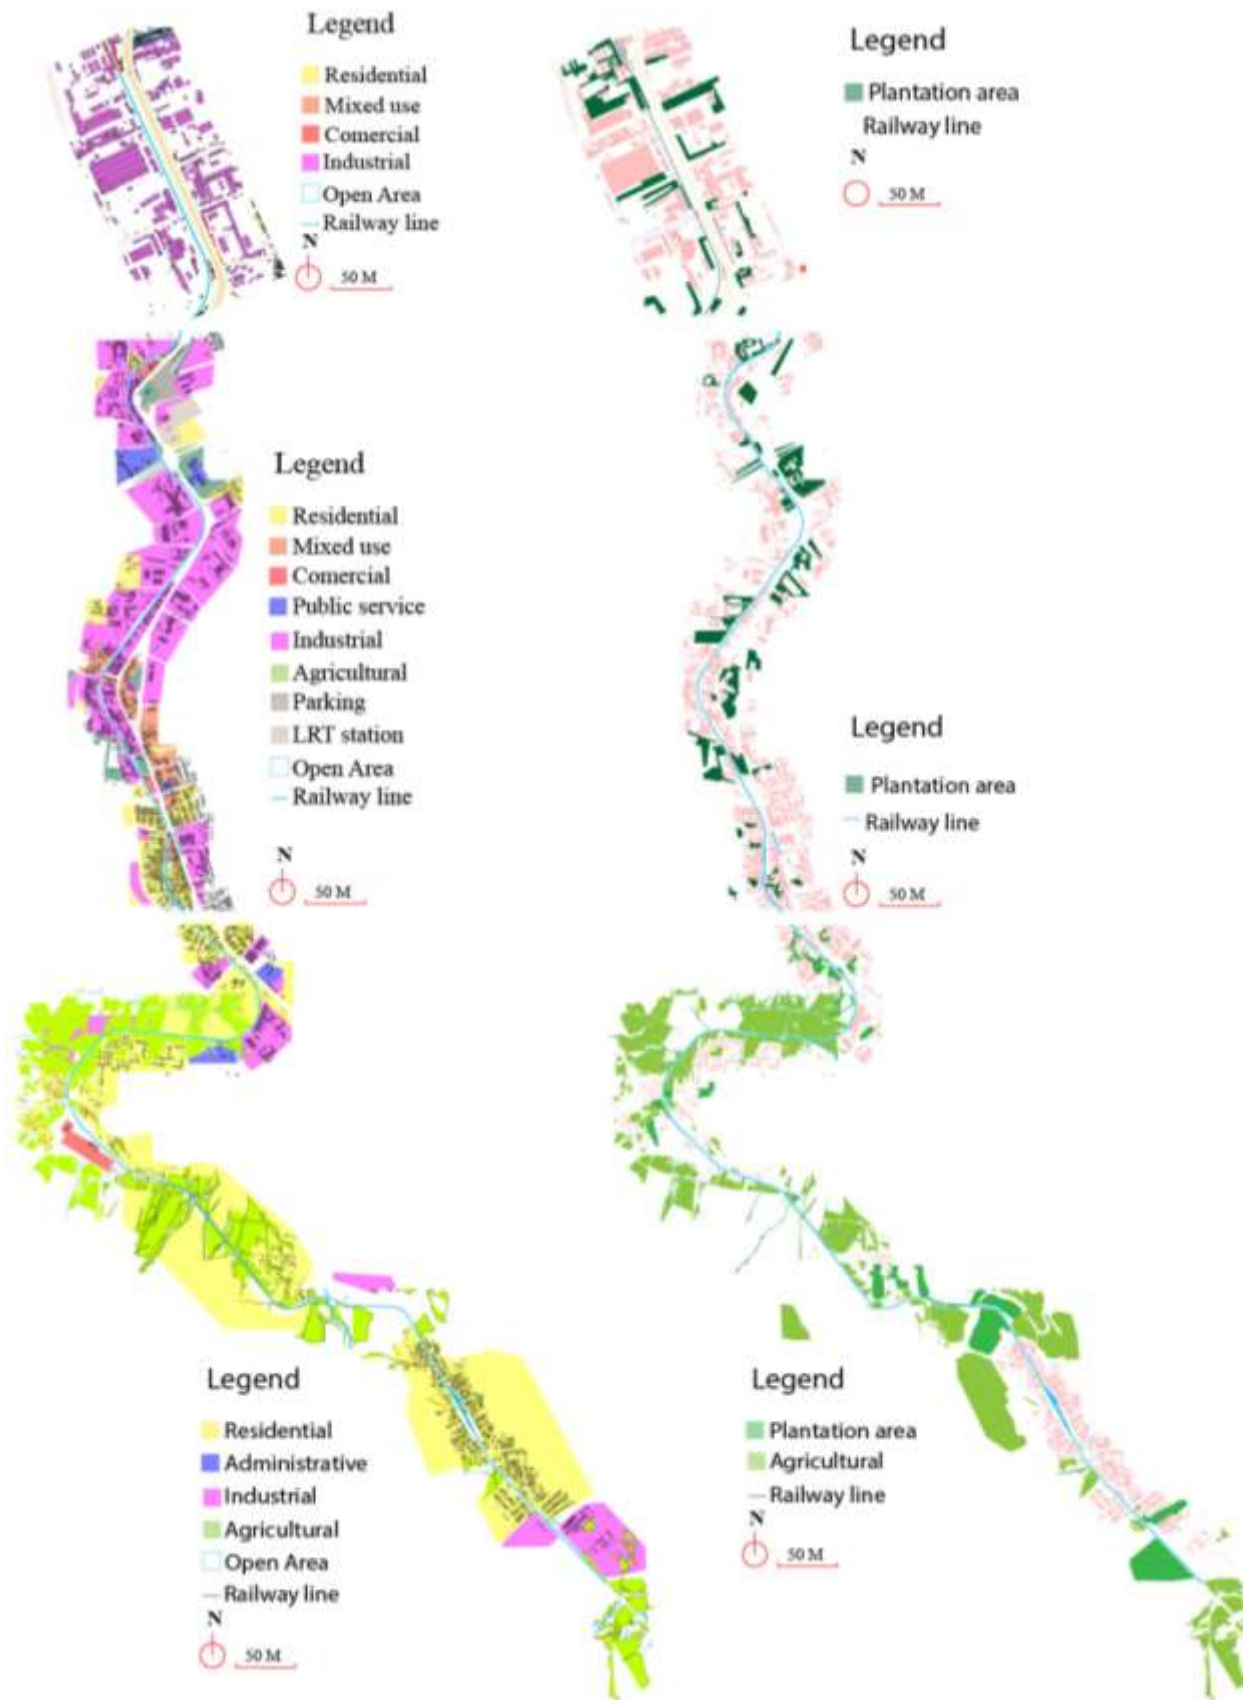 Legend
Residential
Mixed use
Comercial
Industrial
Open Area
Railway line
N
50 M
Legend
Plantation area
Railway line
N
50 M
Legend
Residential
Mixed use
Comercial
Public service
Industrial
Agricultural
Parking
LRT station
Open Area
Railway line
N
50 M
Legend
Plantation area
Railway line
N
50 M
Legend
Residential
Administrative
Industrial
Agricultural
Open Area
Railway line
N
50 M
Legend
Plantation area
Agricultural
Railway line
N
50 M